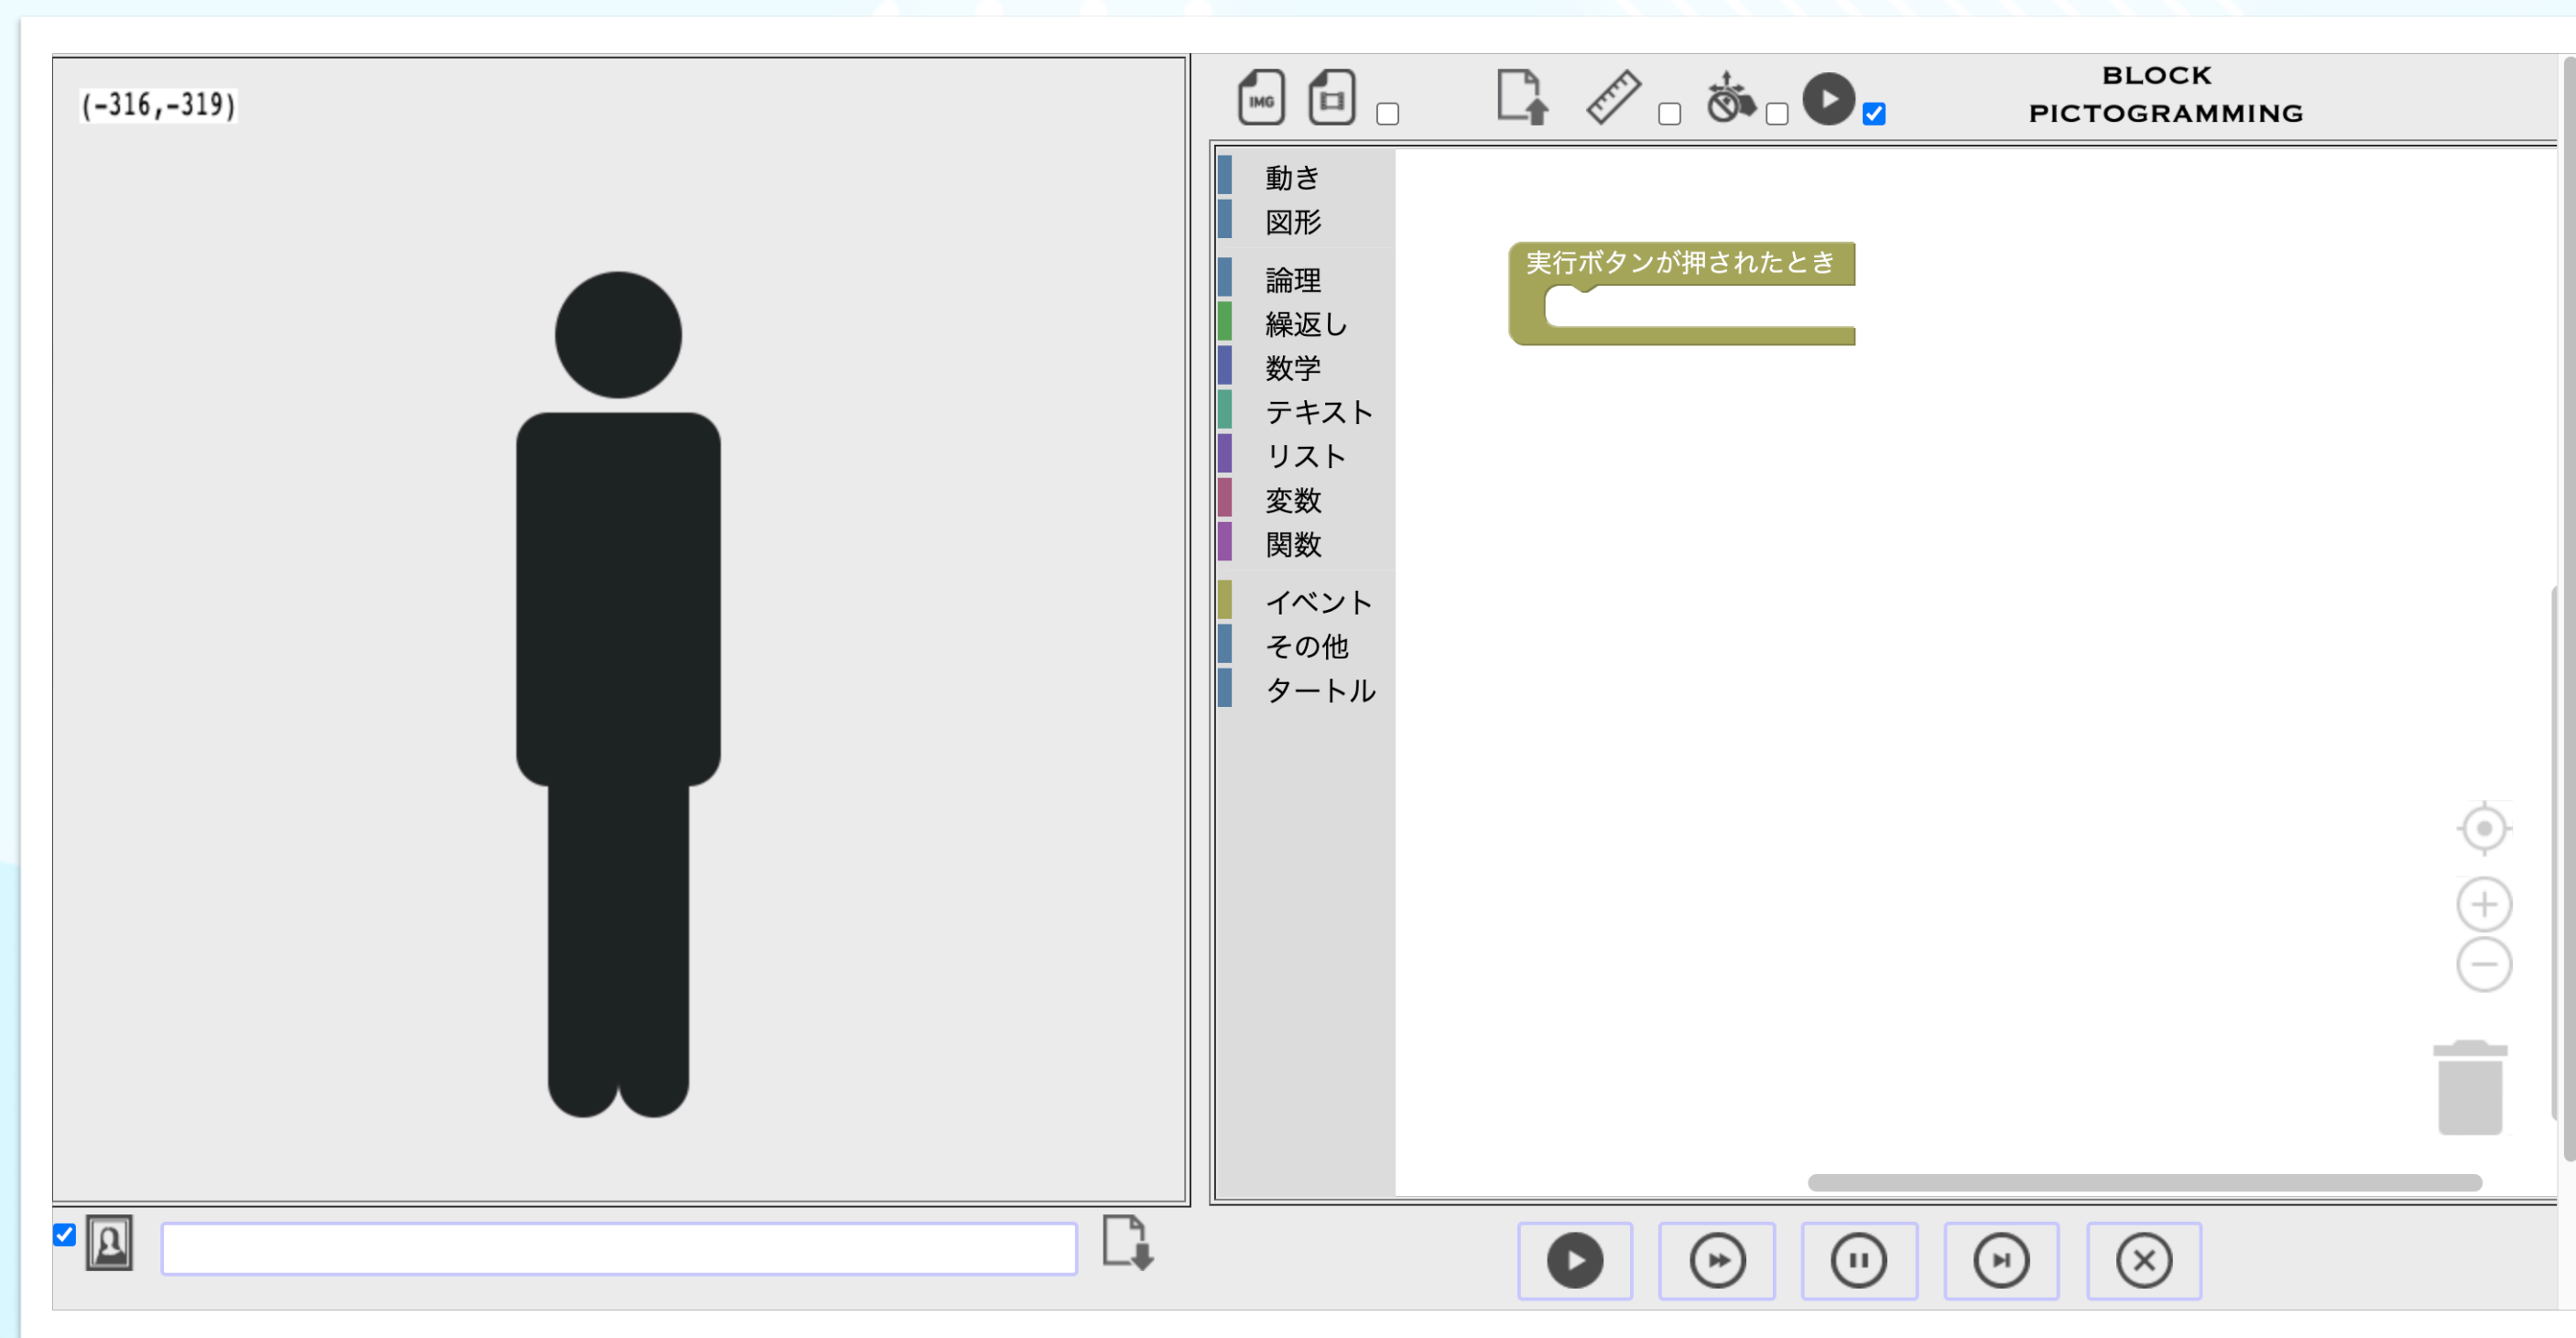 (-316,-319)
IMG
BLOCK
PICTOGRAMMING
動き
図形
論理
繰返し
数学
テキスト
リスト
変数
関数
イベント
その他
タートル
実行ボタンが押されたとき